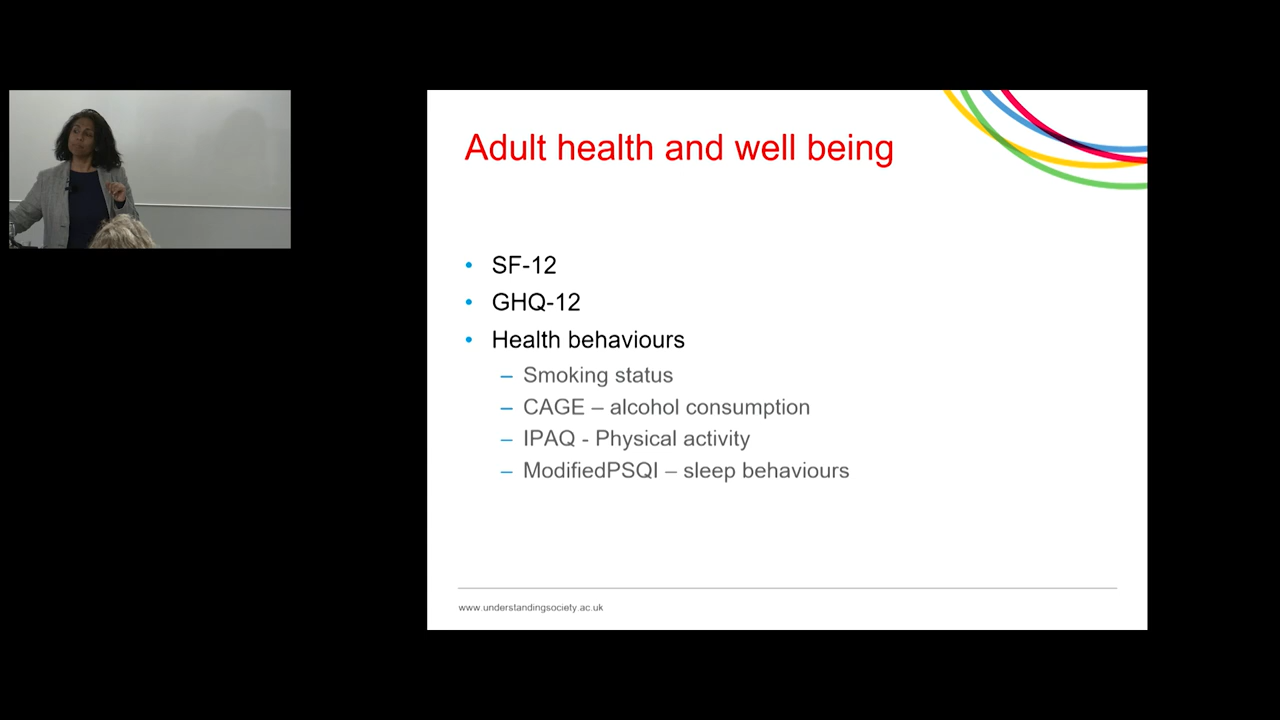 Adult health and well being
• SF-12
• GHQ-12
• Health behaviours
– Smoking status
– CAGE – alcohol consumption
– IPAQ - Physical activity
– ModifiedPSQI – sleep behaviours
www.understandingsociety.ac.uk